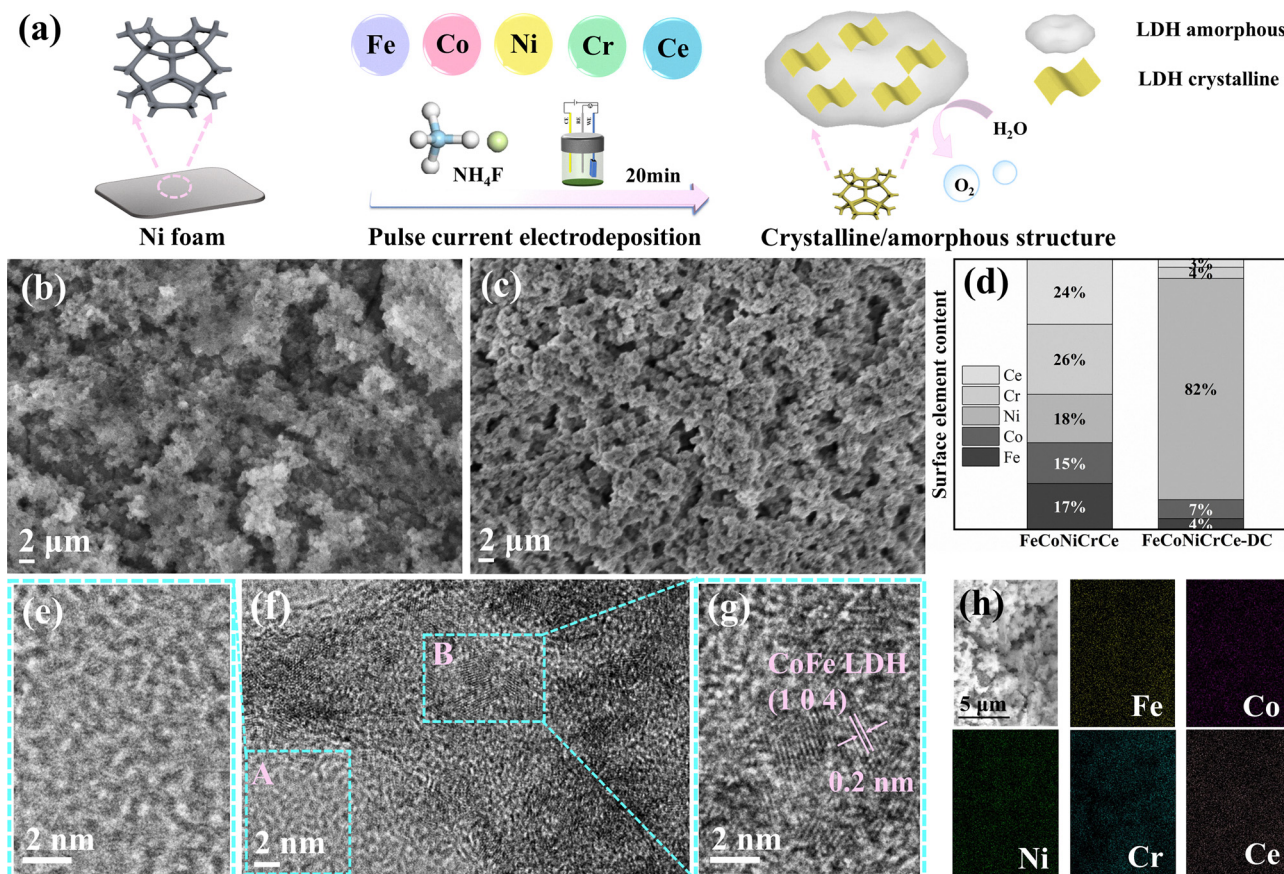 (a)
Fe Co Ni Cr Ce
NH₄F
20min
H₂O
O₂
LDH amorphous
LDH crystalline
Ni foam
Pulse current electrodeposition
Crystalline/amorphous structure
(b)
2 μm
(c)
2 μm
(d)
Surface element content
Ce
Cr
Ni
Co
Fe
24%
26%
18%
15%
17%
3%
4%
82%
7%
4%
FeCoNiCrCe
FeCoNiCrCe-DC
(e)
2 nm
(f)
B
A
2 nm
(g)
CoFe LDH
(1 0 4)
0.2 nm
2 nm
(h)
5 μm
Fe
Co
Ni
Cr
Ce